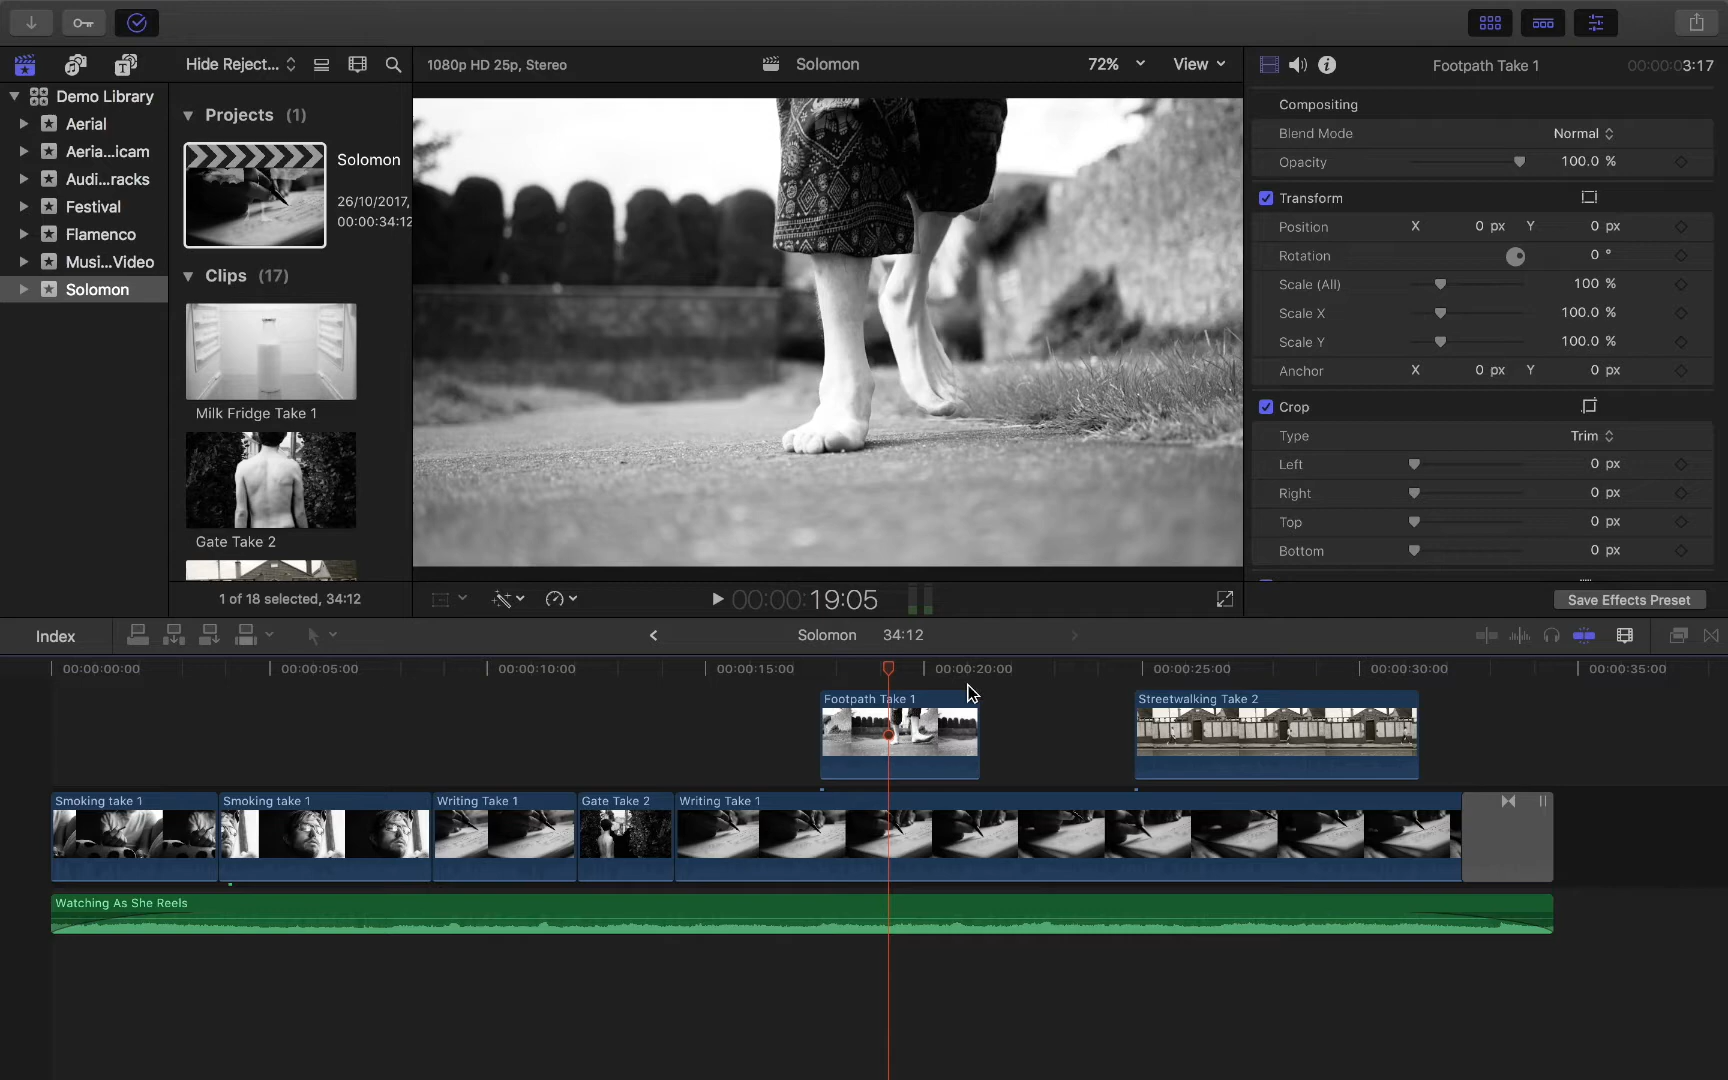 Hide Reject...
1080p HD 25p, Stereo
Solomon
72%
View
Footpath Take 1
00:00:03:17
Demo Library
Aerial
Aeria...icam
Audi...racks
Festival
Flamenco
Musi...Video
Solomon
Projects (1)
Solomon
26/10/2017,
00:00:34:12
Clips (17)
Milk Fridge Take 1
Gate Take 2
1 of 18 selected, 34:12
Compositing
Blend Mode Normal
Opacity 100.0 %
Transform
Position X 0 px Y 0 px
Rotation 0 °
Scale (All) 100 %
Scale X 100.0 %
Scale Y 100.0 %
Anchor X 0 px Y 0 px
Crop
Type Trim
Left 0 px
Right 0 px
Top 0 px
Bottom 0 px
00:00:19:05
Save Effects Preset
Index
Solomon 34:12
00:00:00:00 00:00:05:00 00:00:10:00 00:00:15:00 00:00:20:00 00:00:25:00 00:00:30:00 00:00:35:00
Footpath Take 1
Streetwalking Take 2
Smoking take 1
Smoking take 1
Writing Take 1
Gate Take 2
Writing Take 1
Watching As She Reels